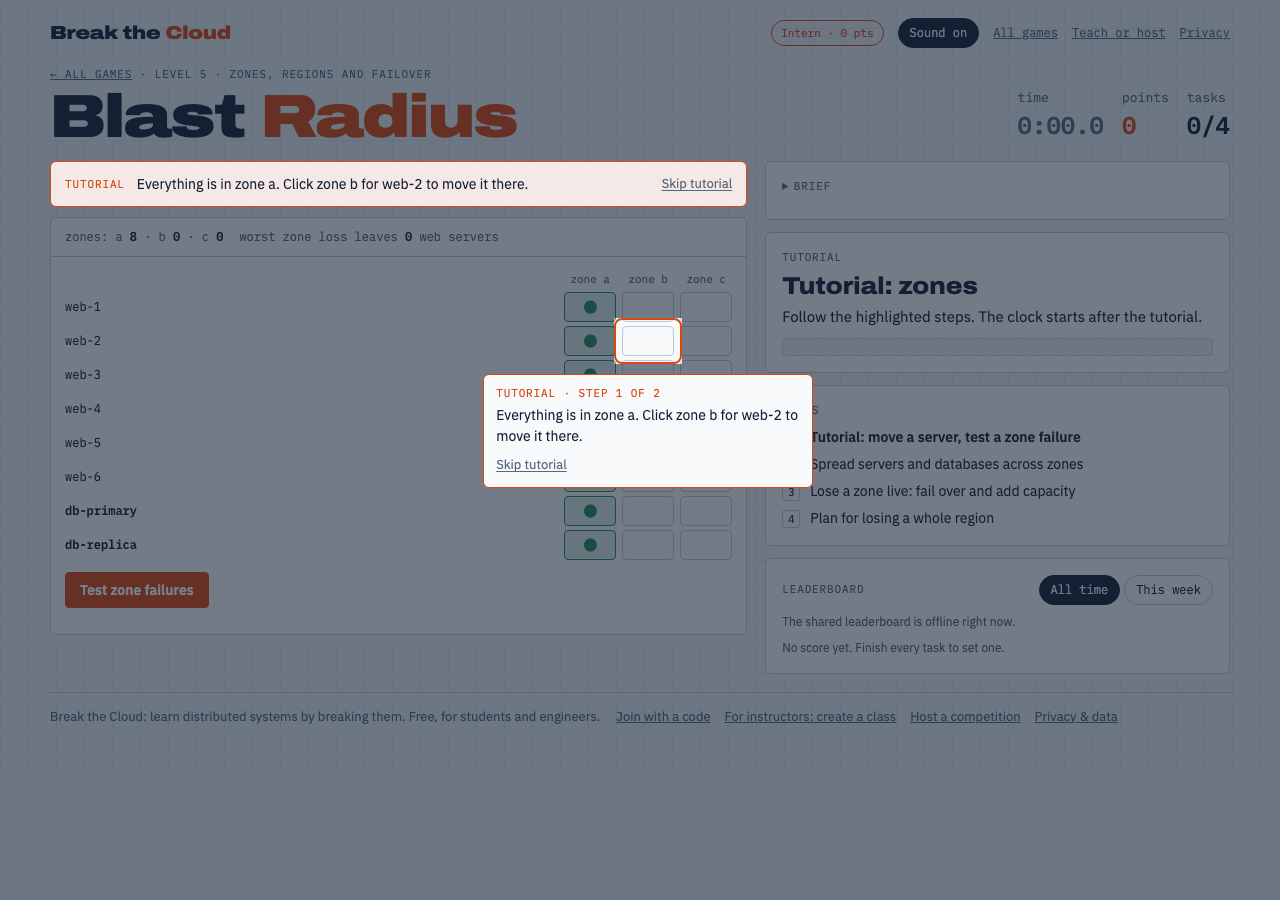 Break the Cloud
Intern · 0 pts
Sound on
All games
Teach or host
Privacy
← ALL GAMES · LEVEL 5 · ZONES, REGIONS AND FAILOVER
Blast Radius
time
points
tasks
0:00.0
0
0/4
TUTORIAL
Everything is in zone a. Click zone b for web-2 to move it there.
Skip tutorial
zones: a 8 · b 0 · c 0 worst zone loss leaves 0 web servers
zone a
zone b
zone c
web-1
web-2
web-3
web-4
web-5
web-6
db-primary
db-replica
Test zone failures
TUTORIAL · STEP 1 OF 2
Everything is in zone a. Click zone b for web-2 to
move it there.
Skip tutorial
BRIEF
TUTORIAL
Tutorial: zones
Follow the highlighted steps. The clock starts after the tutorial.
Tutorial: move a server, test a zone failure
Spread servers and databases across zones
3 Lose a zone live: fail over and add capacity
4 Plan for losing a whole region
LEADERBOARD
All time
This week
The shared leaderboard is offline right now.
No score yet. Finish every task to set one.
Break the Cloud: learn distributed systems by breaking them. Free, for students and engineers.
Join with a code
For instructors: create a class
Host a competition
Privacy & data